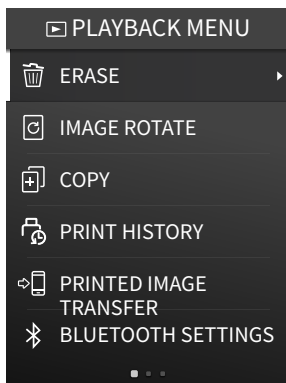 PLAYBACK MENU
ERASE
IMAGE ROTATE
COPY
PRINT HISTORY
PRINTED IMAGE
TRANSFER
BLUETOOTH SETTINGS